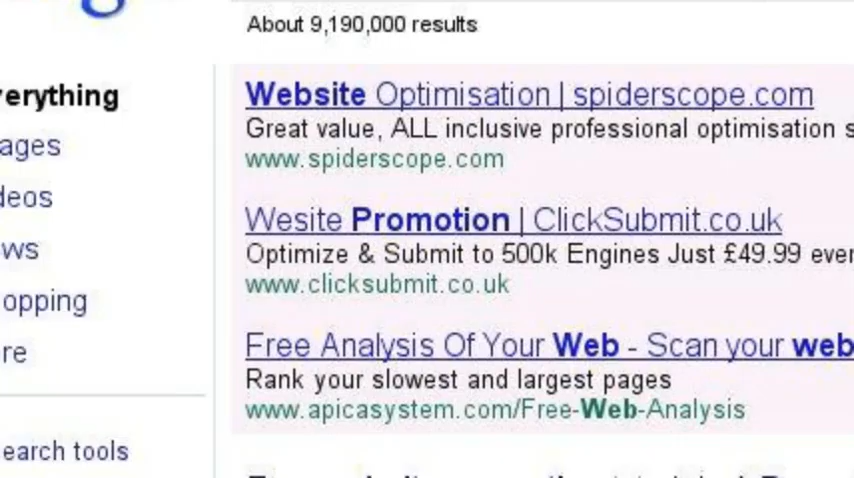 About 9,190,000 results
verything
Website Optimisation | spiderscope.com
Great value, ALL inclusive professional optimisation s
www.spiderscope.com
ages
deos
ws
opping
re
Wesite Promotion | ClickSubmit.co.uk
Optimize & Submit to 500k Engines Just £49.99 ever
www.clicksubmit.co.uk
Free Analysis Of Your Web - Scan your web
Rank your slowest and largest pages
www.apicasystem.com/Free-Web-Analysis
earch tools